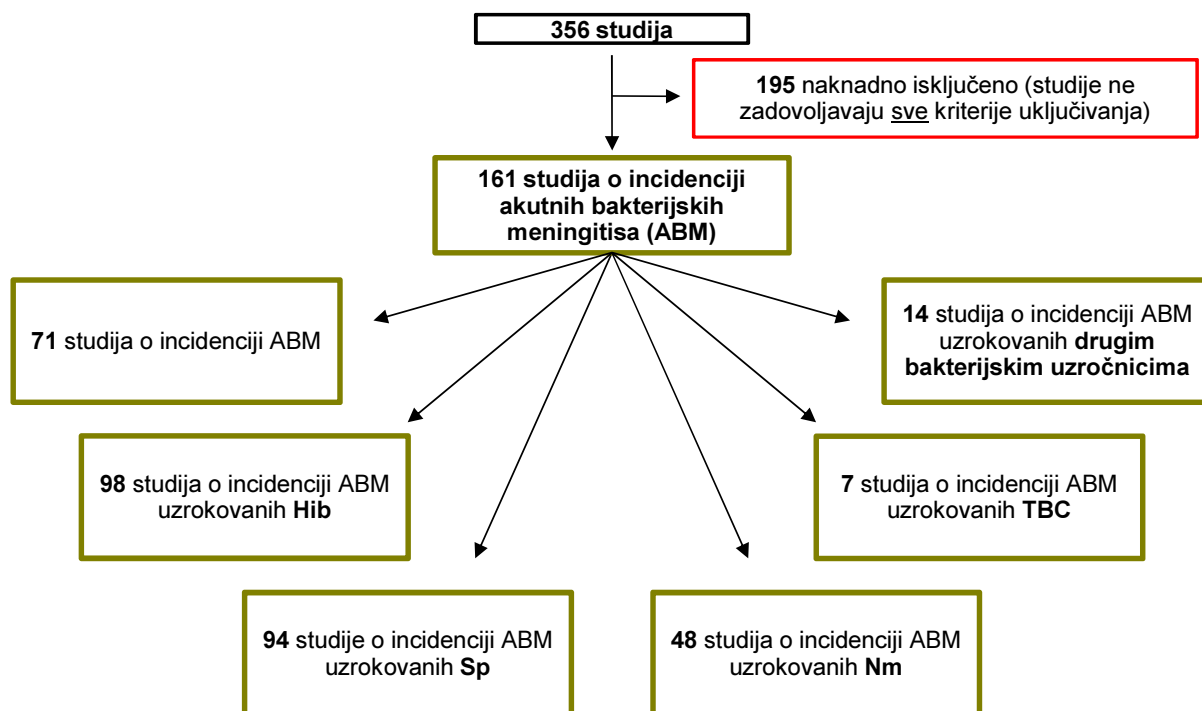 356 studija
195 naknadno isključeno (studije ne
zadovoljavaju sve kriterije uključivanja)
161 studija o incidenciji
akutnih bakterijskih
meningitisa (ABM)
71 studija o incidenciji ABM
14 studija o incidenciji ABM
uzrokovanih drugim
bakterijskim uzročnicima
98 studija o incidenciji ABM
uzrokovanih Hib
7 studija o incidenciji ABM
uzrokovanih TBC
94 studije o incidenciji ABM
uzrokovanih Sp
48 studija o incidenciji ABM
uzrokovanih Nm